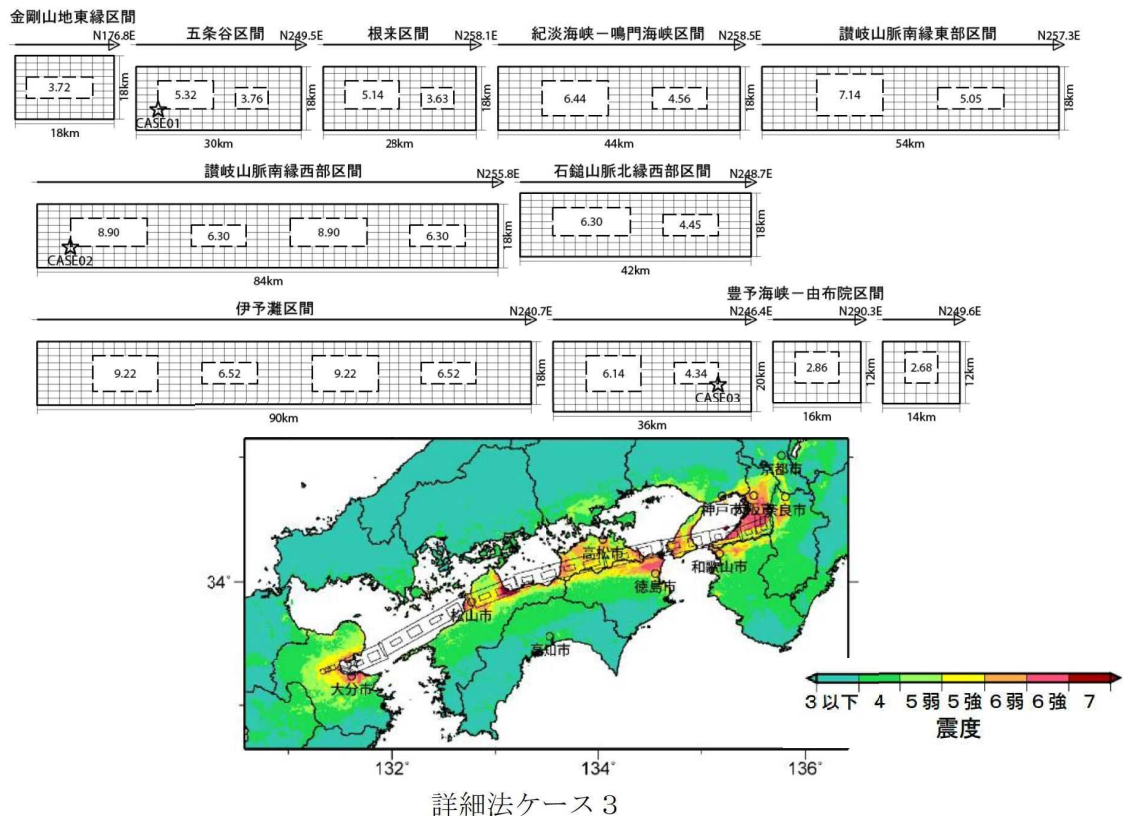 金剛山地東縁区間
N176.8E
3.72
18km
18km
五条谷区間
N249.5E
5.32
3.76
CASE01
18km
30km
根来区間
N258.1E
5.14
3.63
18km
28km
紀淡海峡－鳴門海峡区間
N258.5E
6.44
4.56
18km
44km
讃岐山脈南縁東部区間
N257.3E
7.14
5.05
18km
54km
讃岐山脈南縁西部区間
N255.8E
8.90
6.30
8.90
6.30
CASE02
18km
84km
石鎚山脈北縁西部区間
N248.7E
6.30
4.45
18km
42km
伊予灘区間
N240.7E
9.22
6.52
9.22
6.52
18km
90km
豊予海峡－由布院区間
N246.4E
6.14
4.34
CASE03
20km
36km
N290.3E
2.86
12km
16km
N249.6E
2.68
12km
14km
京都市
神戸市
大阪市
奈良市
高松市
和歌山市
徳島市
松山市
高知市
大分市
34°
132°
134°
136°
3以下 4 5弱 5強 6弱 6強 7
震度
詳細法ケース３